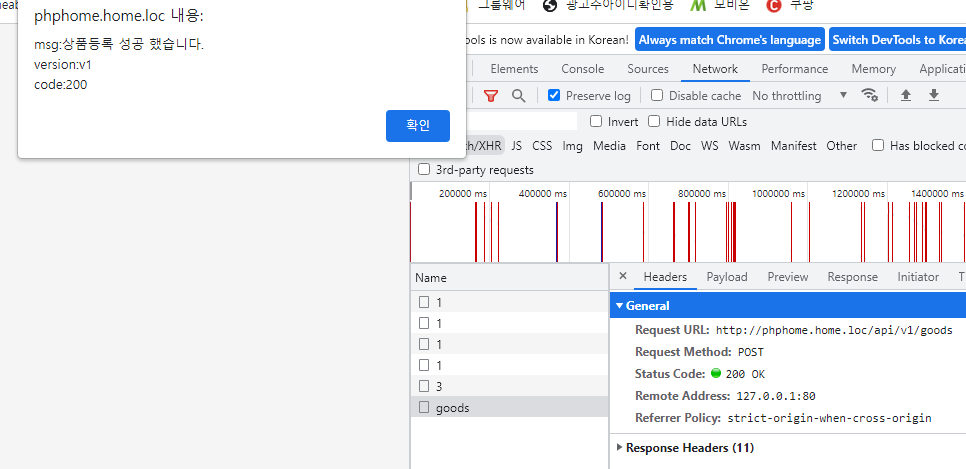 phphome.home.loc 내용:
msg:상품등록 성공 했습니다.
version:v1
code:200
확인
그룹웨어 광고주아이디확인용 모비온 쿠팡
is now available in Korean! Always match Chrome's language Switch DevTools to Korea
Elements Console Sources Network Performance Memory Applicati
Preserve log Disable cache No throttling
Invert Hide data URLs
/XHR JS CSS Img Media Font Doc WS Wasm Manifest Other Has blocked co
3rd-party requests
200000 ms 400000 ms 600000 ms 800000 ms 1000000 ms 1200000 ms 1400000 ms
Name
1
1
1
1
3
goods
Headers Payload Preview Response Initiator T
General
Request URL: http://phphome.home.loc/api/v1/goods
Request Method: POST
Status Code: 200 OK
Remote Address: 127.0.0.1:80
Referrer Policy: strict-origin-when-cross-origin
Response Headers (11)